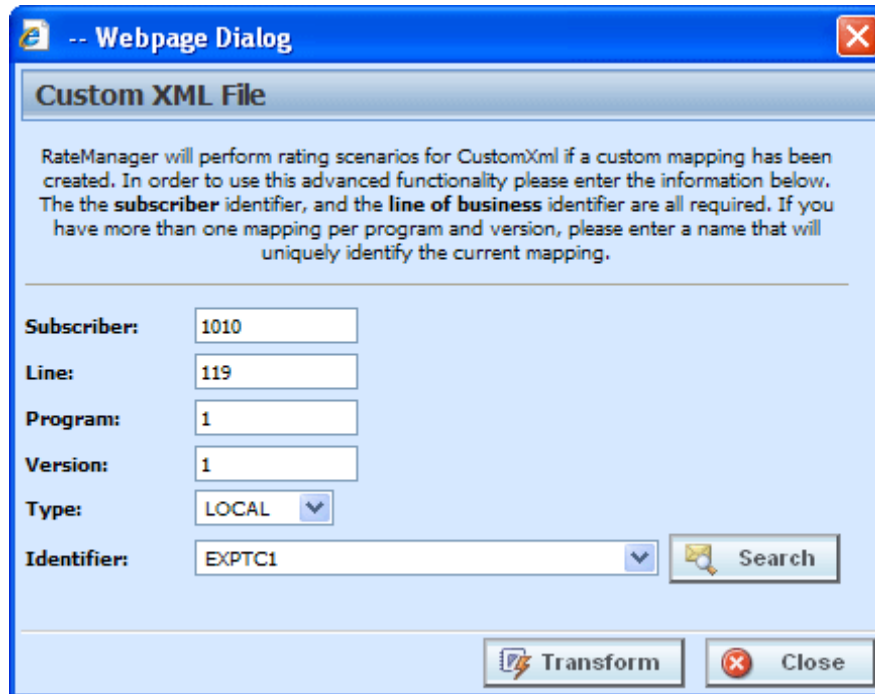 -- Webpage Dialog
Custom XML File
RateManager will perform rating scenarios for CustomXml if a custom mapping has been
created. In order to use this advanced functionality please enter the information below.
The the subscriber identifier, and the line of business identifier are all required. If you
have more than one mapping per program and version, please enter a name that will
uniquely identify the current mapping.
Subscriber: 1010
Line: 119
Program: 1
Version: 1
Type: LOCAL
Identifier: EXPTC1 Search
Transform Close